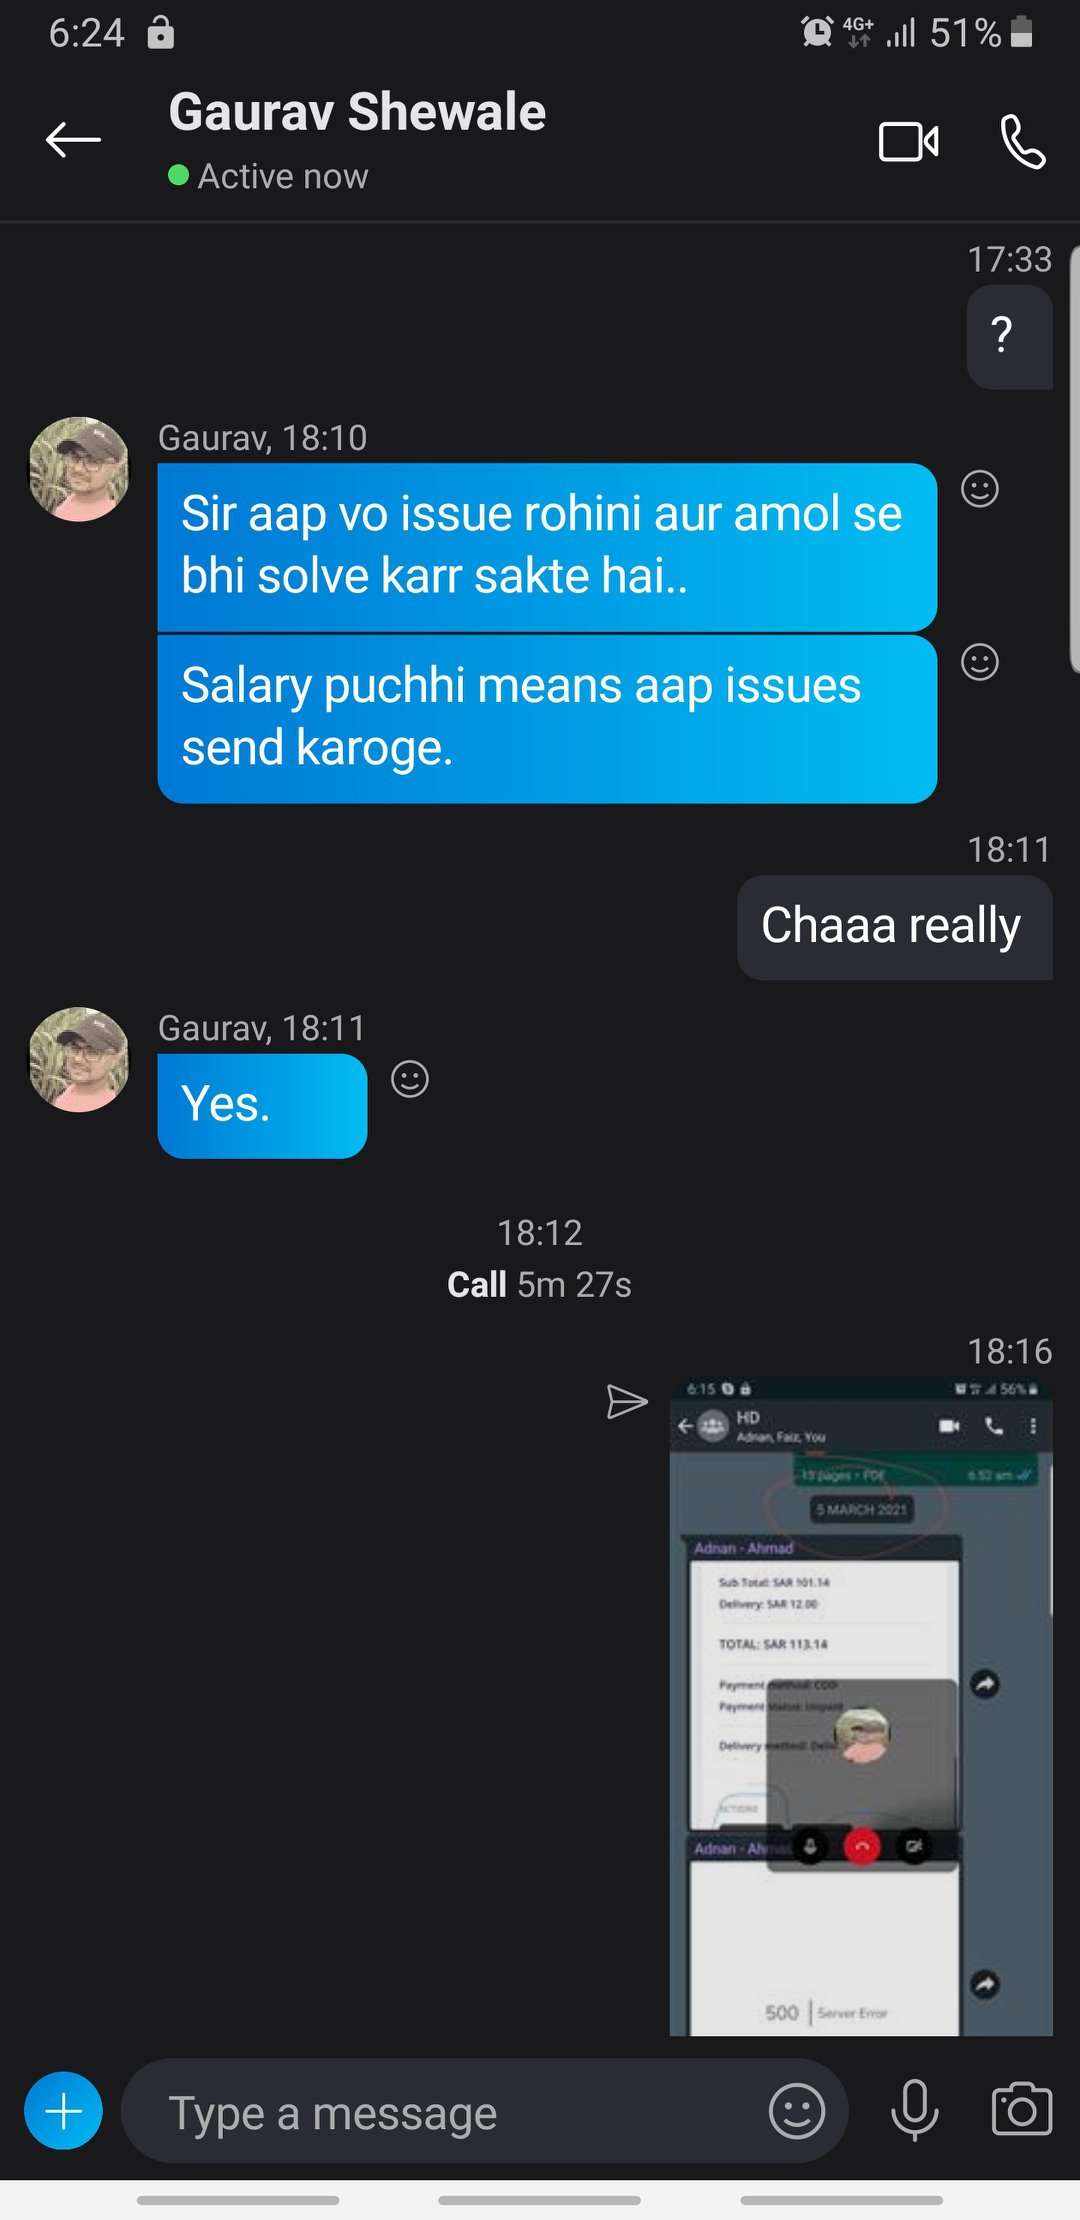 6:24
4G+ 51%
Gaurav Shewale
Active now
17:33
?
Gaurav, 18:10
Sir aap vo issue rohini aur amol se
bhi solve karr sakte hai..
Salary puchhi means aap issues
send karoge.
18:11
Chaaa really
Gaurav, 18:11
Yes.
18:12
Call 5m 27s
18:16
6:15 56%
HD
Adnan, Faiz, You
13 pages • PDF 6:52 am
5 MARCH 2021
Adnan - Ahmad
Sub Total: SAR 101.14
Delivery: SAR 12.00
TOTAL: SAR 113.14
Payment method: COD
Payment status: Unpaid
Delivery method:
ACTIONS
Adnan -
500 | Server Error
Type a message